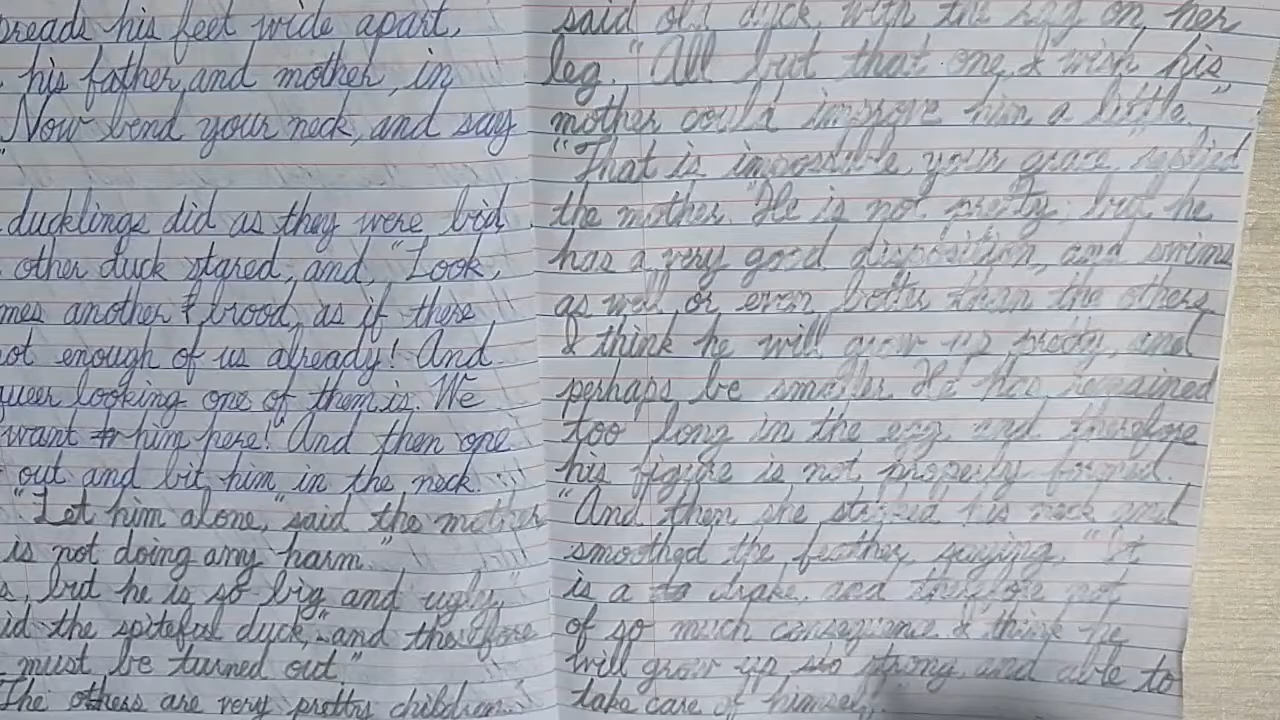 preads his feet wide apart,
his father, and mother, in
Now bend your neck, and say
"
ducklings did as they were bid
other duck stared, and, "Look,
mes another brood, as if there
ot enough of us already! And
ueer looking one of them is. We
want him here!" And then one
out and bit him in the neck.
"Let him alone," said the mother
is not doing any harm."
s, but he is so big and ugly,"
id the spiteful duck, "and therefore
must be turned out."
The others are very pretty children."
said old duck, with the rag on her
leg. "All but that one I wish his
mother could improve him a little."
"That is impossible, your grace, replied
the mother. "He is not pretty; but he
has a very good disposition, and swims
as well or even better than the others
I think he will grow up pretty, and
perhaps be smaller. He has remained
too long in the egg and therefore
his figure is not properly formed.
"And then she stroked his neck and
smoothed the feather saying, "It
is a drake, and therefore not
of so much consequence. I think he
will grow up strong, and able to
take care of himself."